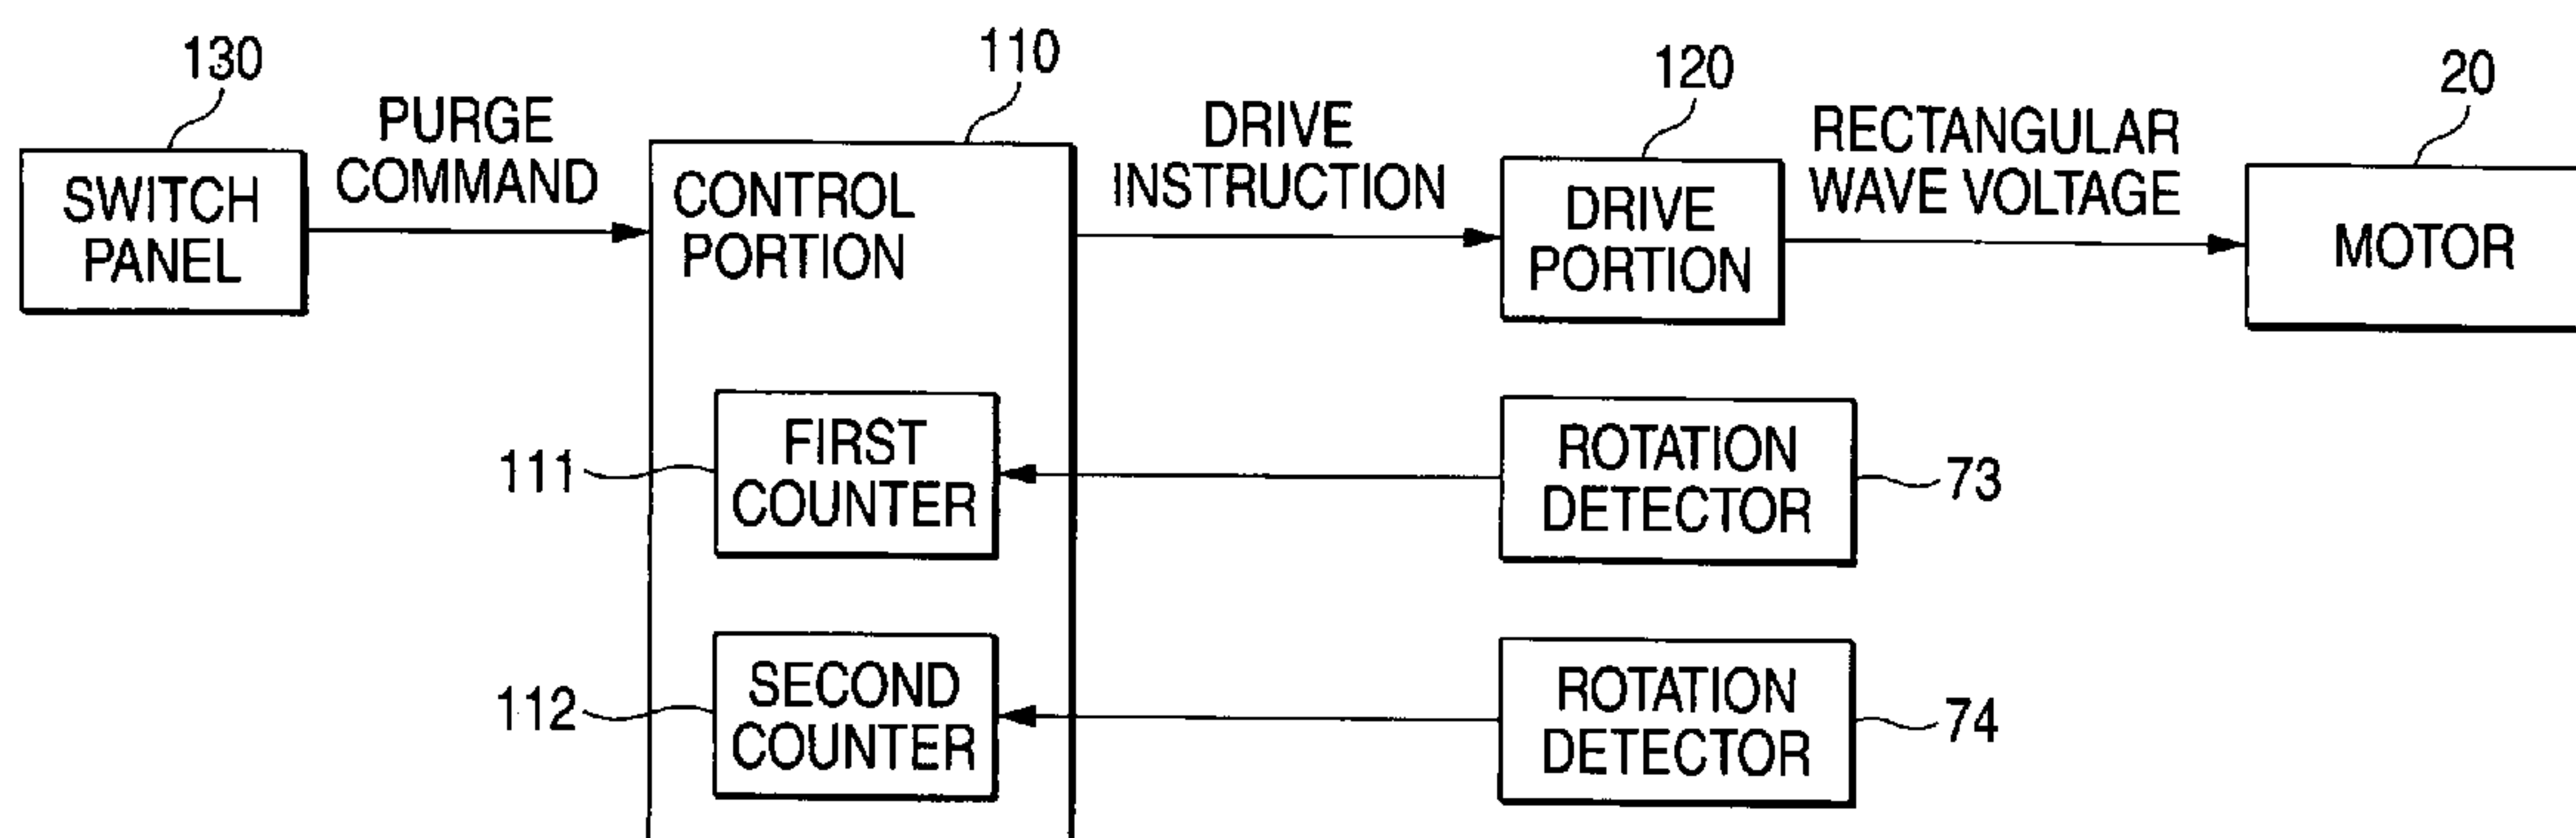 130
110
120
20
PURGE
COMMAND
DRIVE
INSTRUCTION
RECTANGULAR
WAVE VOLTAGE
SWITCH
PANEL
CONTROL
PORTION
DRIVE
PORTION
MOTOR
111
FIRST
COUNTER
ROTATION
DETECTOR
73
112
SECOND
COUNTER
ROTATION
DETECTOR
74